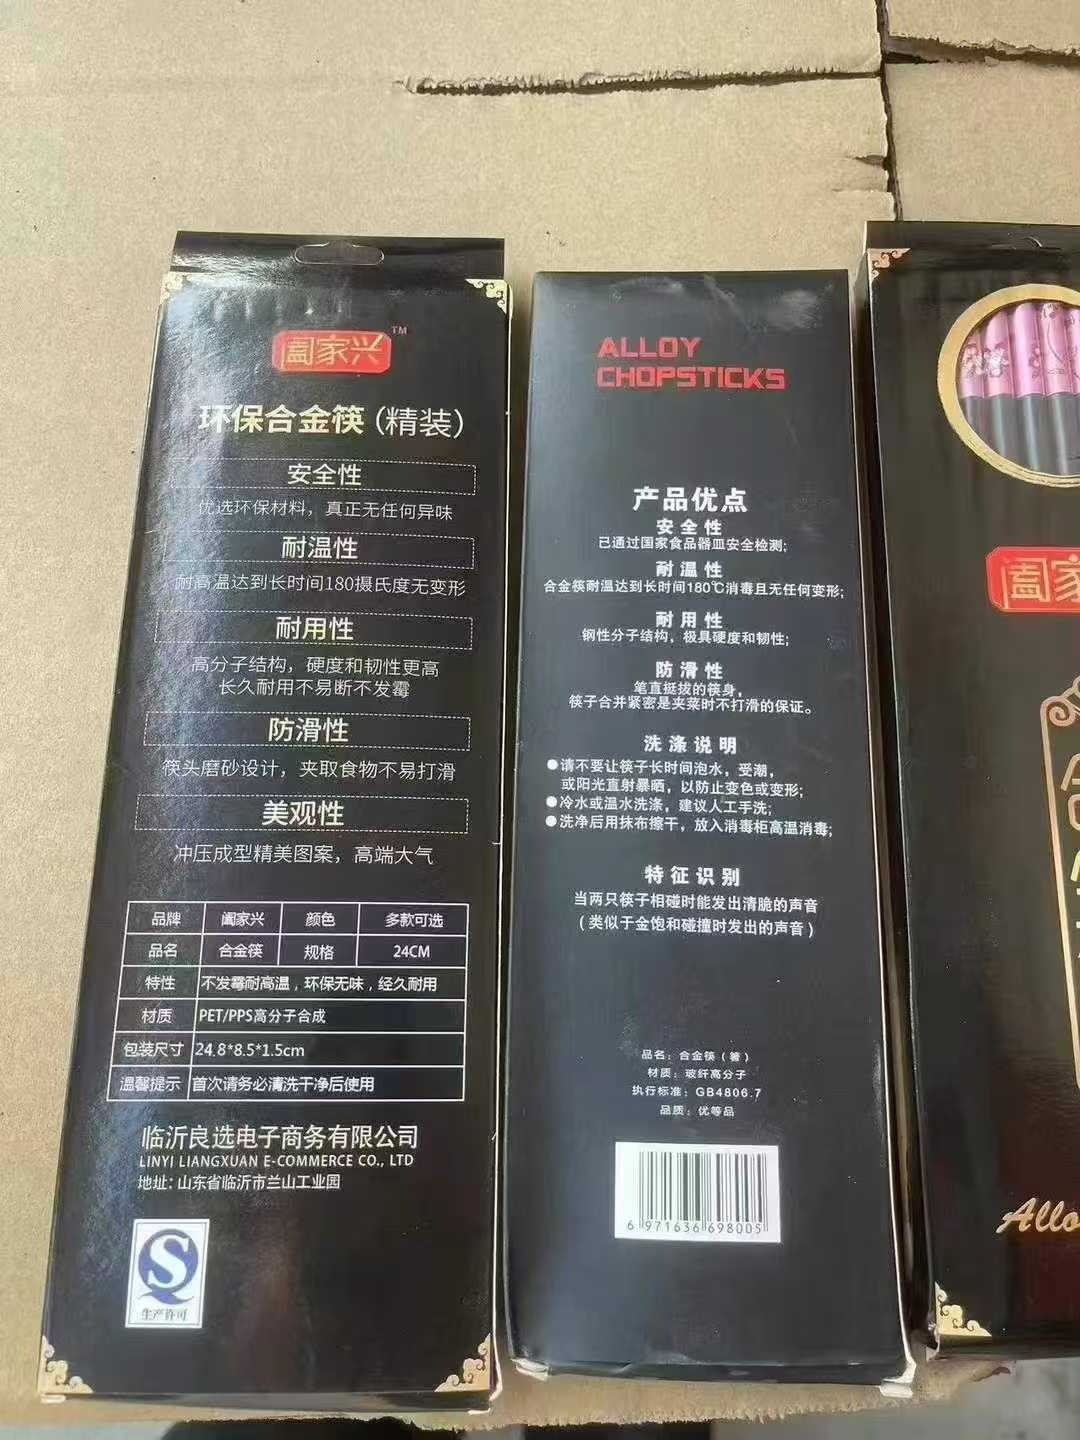 阖家兴™
环保合金筷(精装)
安全性
优选环保材料，真正无任何异味
耐温性
耐高温达到长时间180摄氏度无变形
耐用性
高分子结构，硬度和韧性更高
长久耐用不易断不发霉
防滑性
筷头磨砂设计，夹取食物不易打滑
美观性
冲压成型精美图案，高端大气
品牌 阖家兴 颜色 多款可选
品名 合金筷 规格 24CM
特性 不发霉耐高温，环保无味，经久耐用
材质 PET/PPS高分子合成
包装尺寸 24.8*8.5*1.5cm
温馨提示 首次请务必清洗干净后使用
临沂良选电子商务有限公司
LINYI LIANGXUAN E-COMMERCE CO., LTD
地址: 山东省临沂市兰山工业园
生产许可
ALLOY
CHOPSTICKS
产品优点
安全性
已通过国家食品器皿安全检测;
耐温性
合金筷耐温达到长时间180℃消毒且无任何变形;
耐用性
钢性分子结构，极具硬度和韧性;
防滑性
笔直挺拔的筷身，
筷子合并紧密是夹菜时不打滑的保证。
洗涤说明
●请不要让筷子长时间泡水，受潮，
或阳光直射暴晒，以防止变色或变形;
●冷水或温水洗涤，建议人工手洗;
●洗净后用抹布擦干，放入消毒柜高温消毒;
特征识别
当两只筷子相碰时能发出清脆的声音
(类似于金饱和碰撞时发出的声音)
品名: 合金筷(箸)
材质: 玻纤高分子
执行标准: GB4806.7
品质: 优等品
6 971636 698005
阖家
Allo